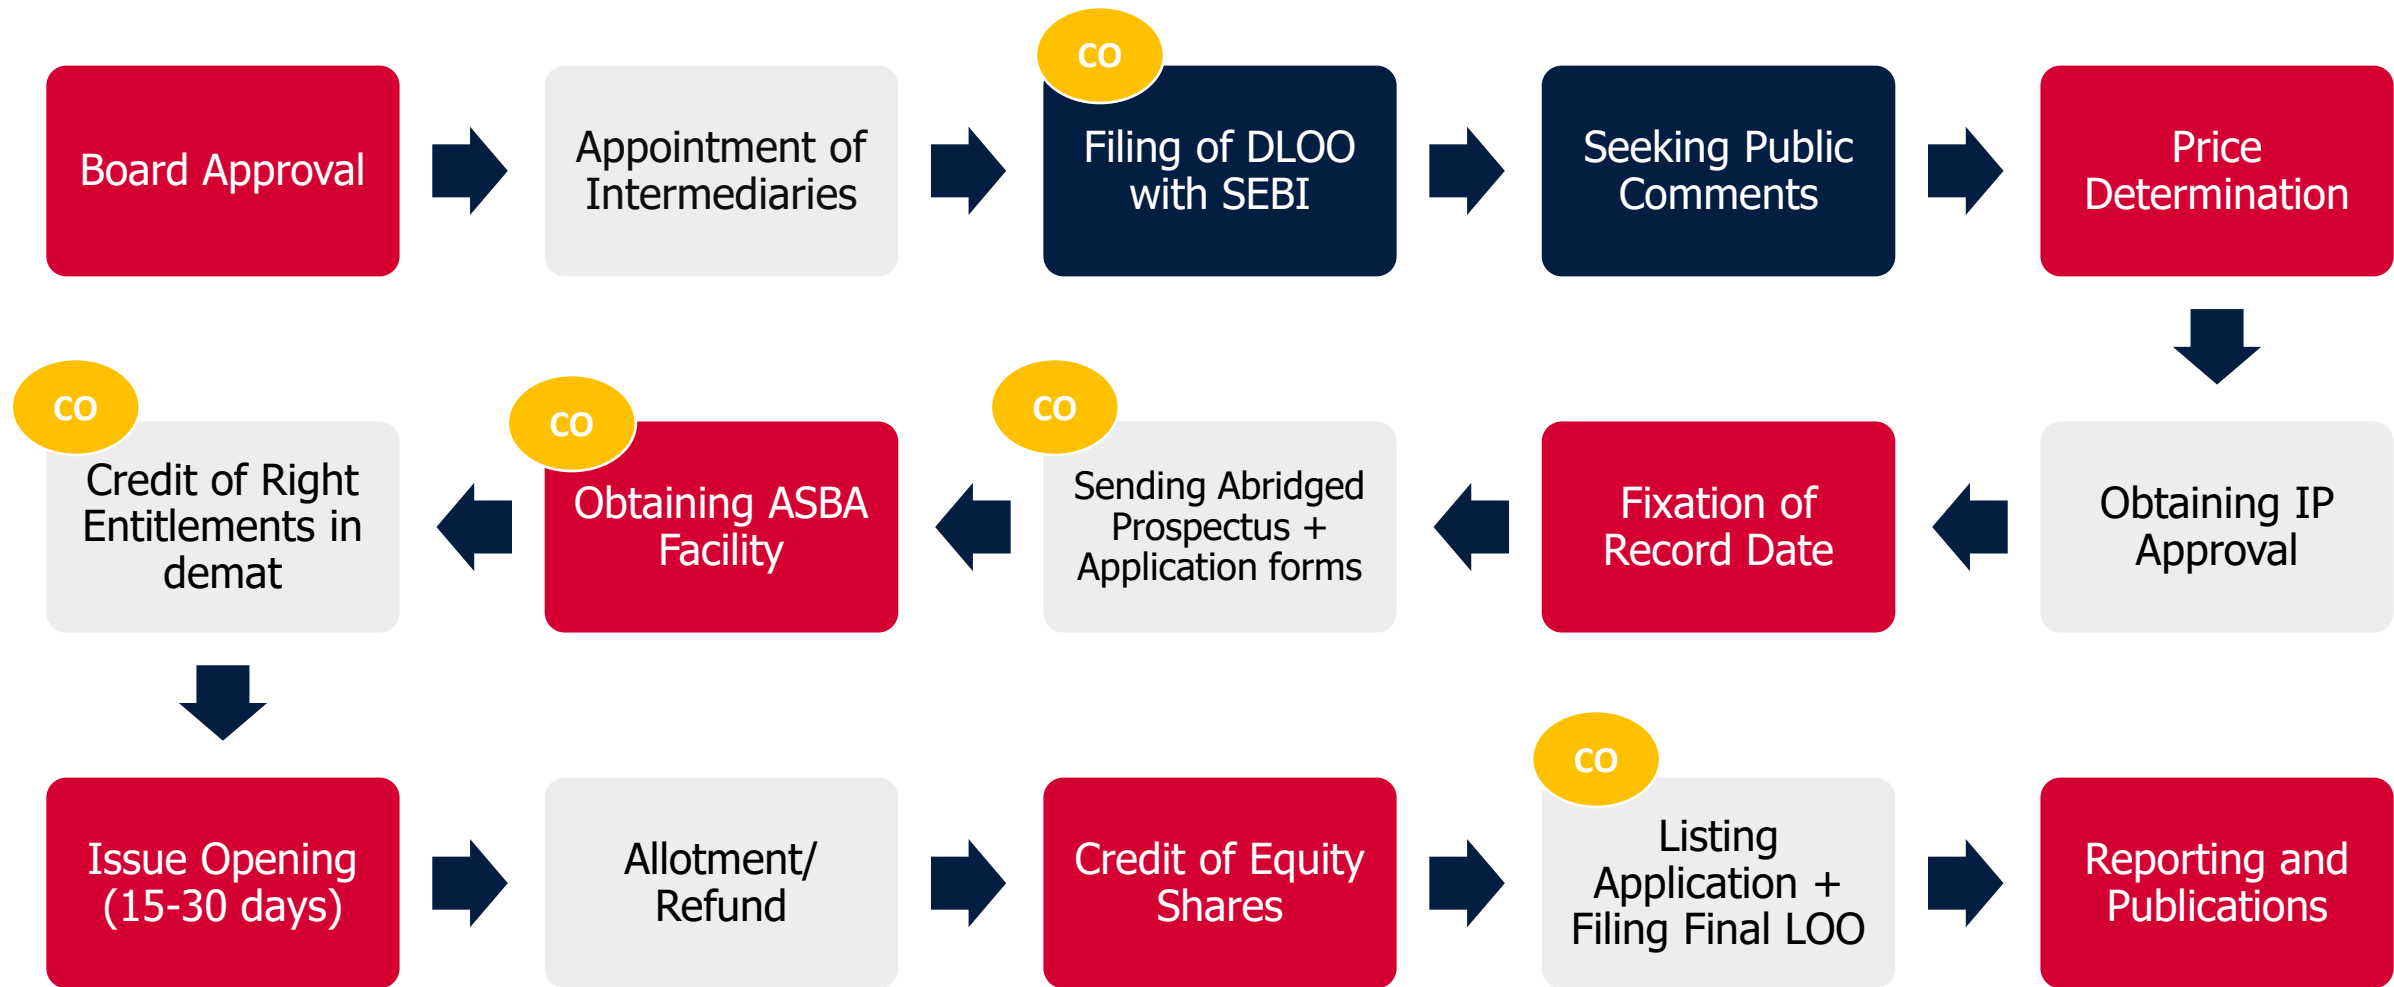 Board Approval
Appointment of
Intermediaries
CO
Filing of DLOO
with SEBI
Seeking Public
Comments
Price
Determination
Obtaining IP
Approval
Fixation of
Record Date
CO
Sending Abridged
Prospectus +
Application forms
CO
Obtaining ASBA
Facility
CO
Credit of Right
Entitlements in
demat
Issue Opening
(15-30 days)
Allotment/
Refund
Credit of Equity
Shares
CO
Listing
Application +
Filing Final LOO
Reporting and
Publications